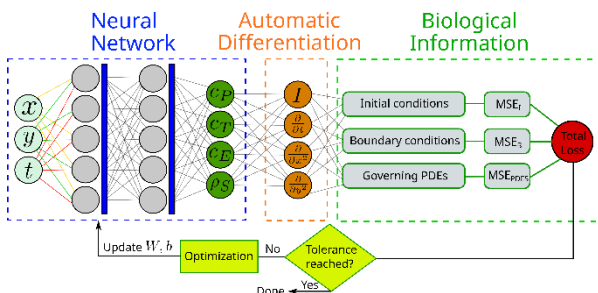 Neural
Network
Automatic
Differentiation
Biological
Information
x
y
t
c_P
c_T
c_E
ρ_S
I
∂/∂t
∂/∂x²
∂/∂y²
Initial conditions
MSE_I
Boundary conditions
MSE_B
Governing PDEs
MSE_PDEs
Total
Loss
Update W, b
Optimization
No
Tolerance
reached?
Yes
Done